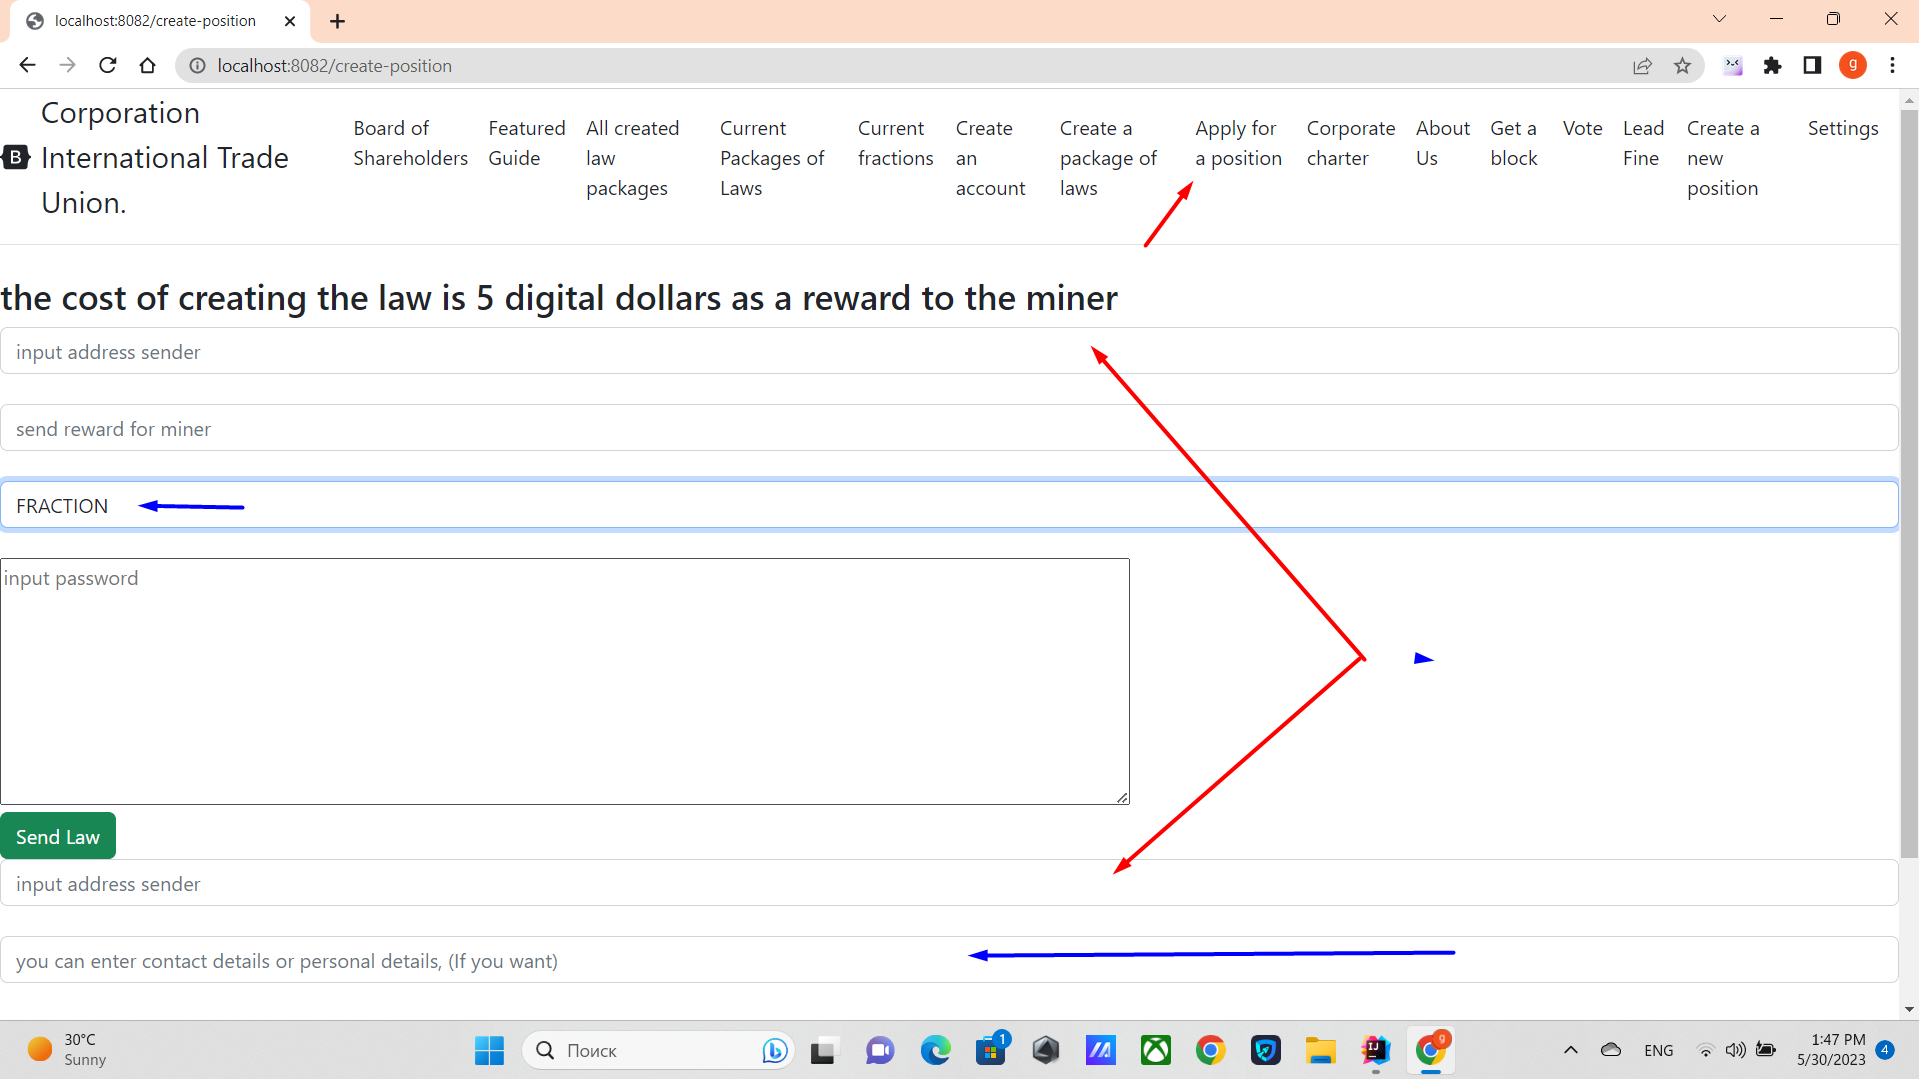 localhost:8082/create-position
localhost:8082/create-position
g
B
Corporation
International Trade
Union.
Board of
Shareholders
Featured
Guide
All created
law
packages
Current
Packages of
Laws
Current
fractions
Create
an
account
Create a
package of
laws
Apply for
a position
Corporate
charter
About
Us
Get a
block
Vote
Lead
Fine
Create a
new
position
Settings
the cost of creating the law is 5 digital dollars as a reward to the miner
input address sender
send reward for miner
FRACTION
input password
Send Law
input address sender
you can enter contact details or personal details, (If you want)
30°C
Sunny
Поиск
1
IJ
g
ENG
1:47 PM
5/30/2023
4